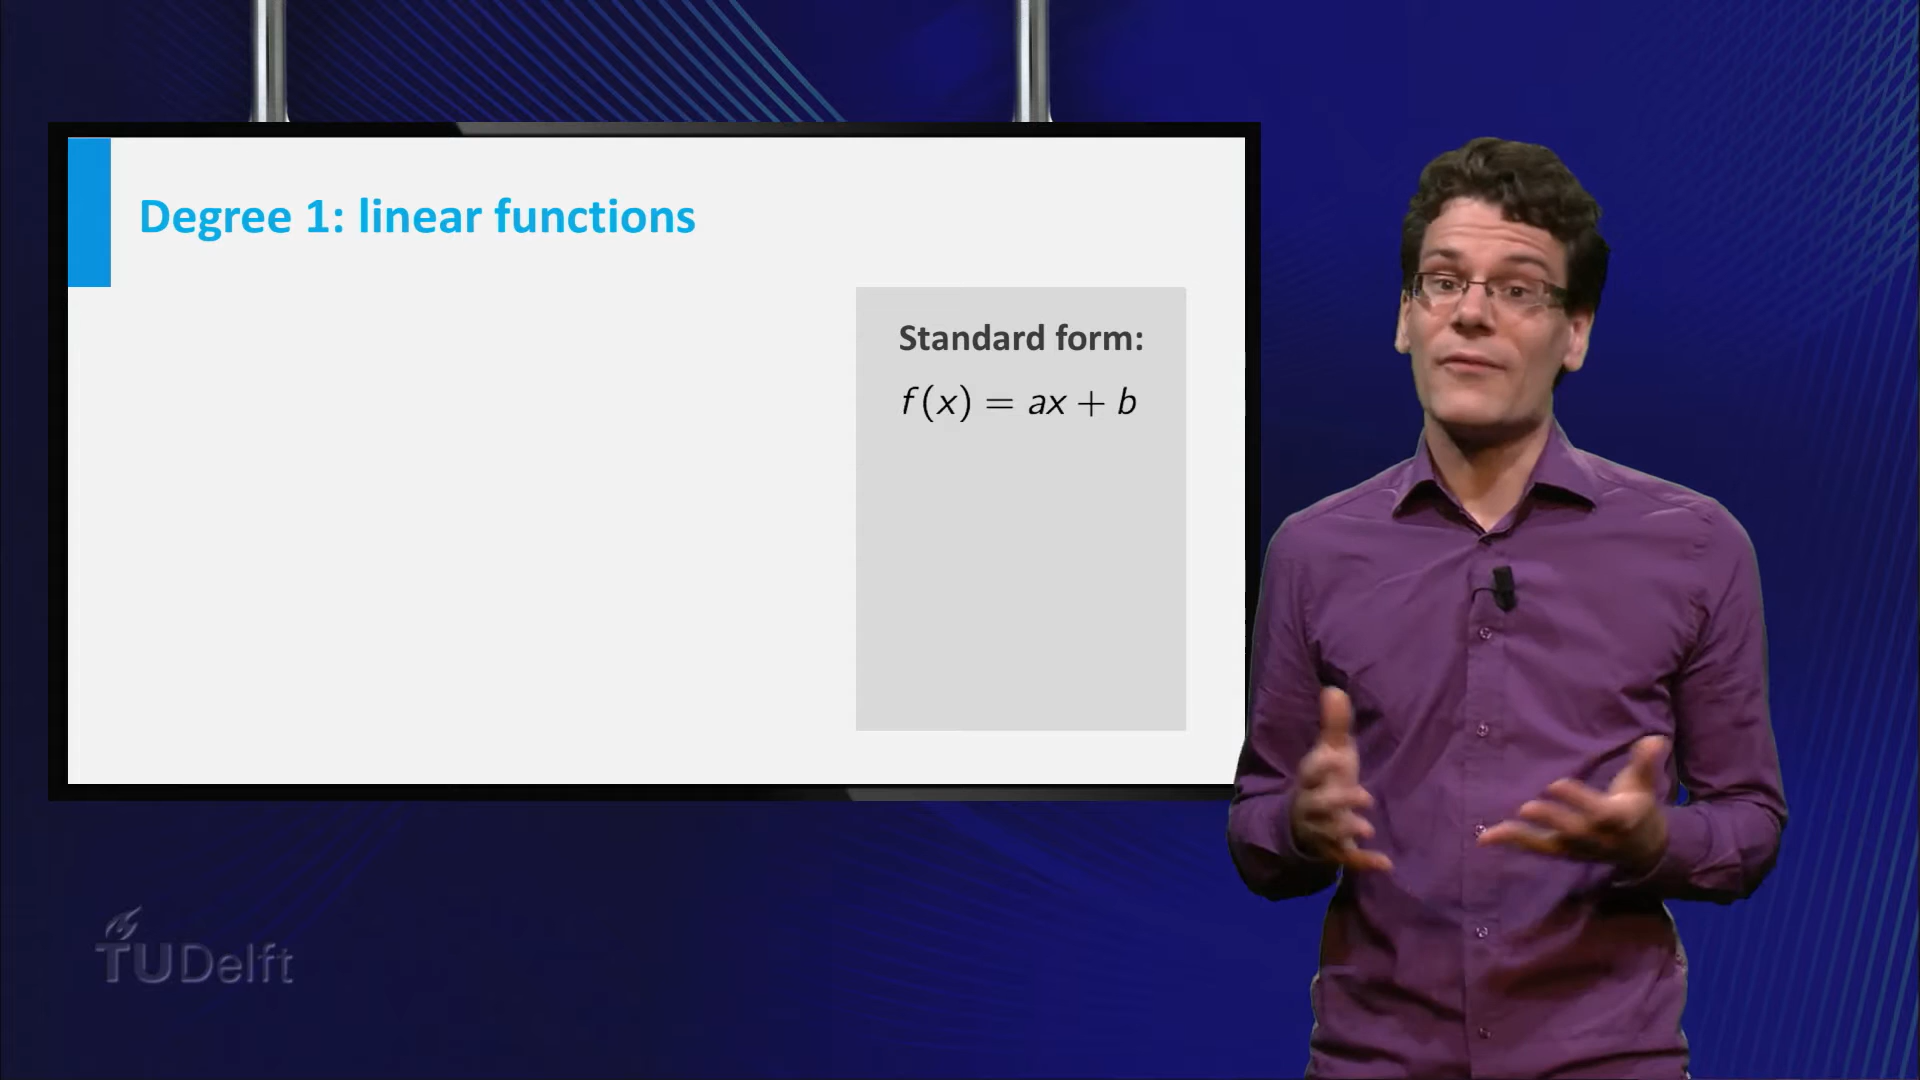 Degree 1: linear functions
Standard form:
f(x) = ax + b
TUDelft